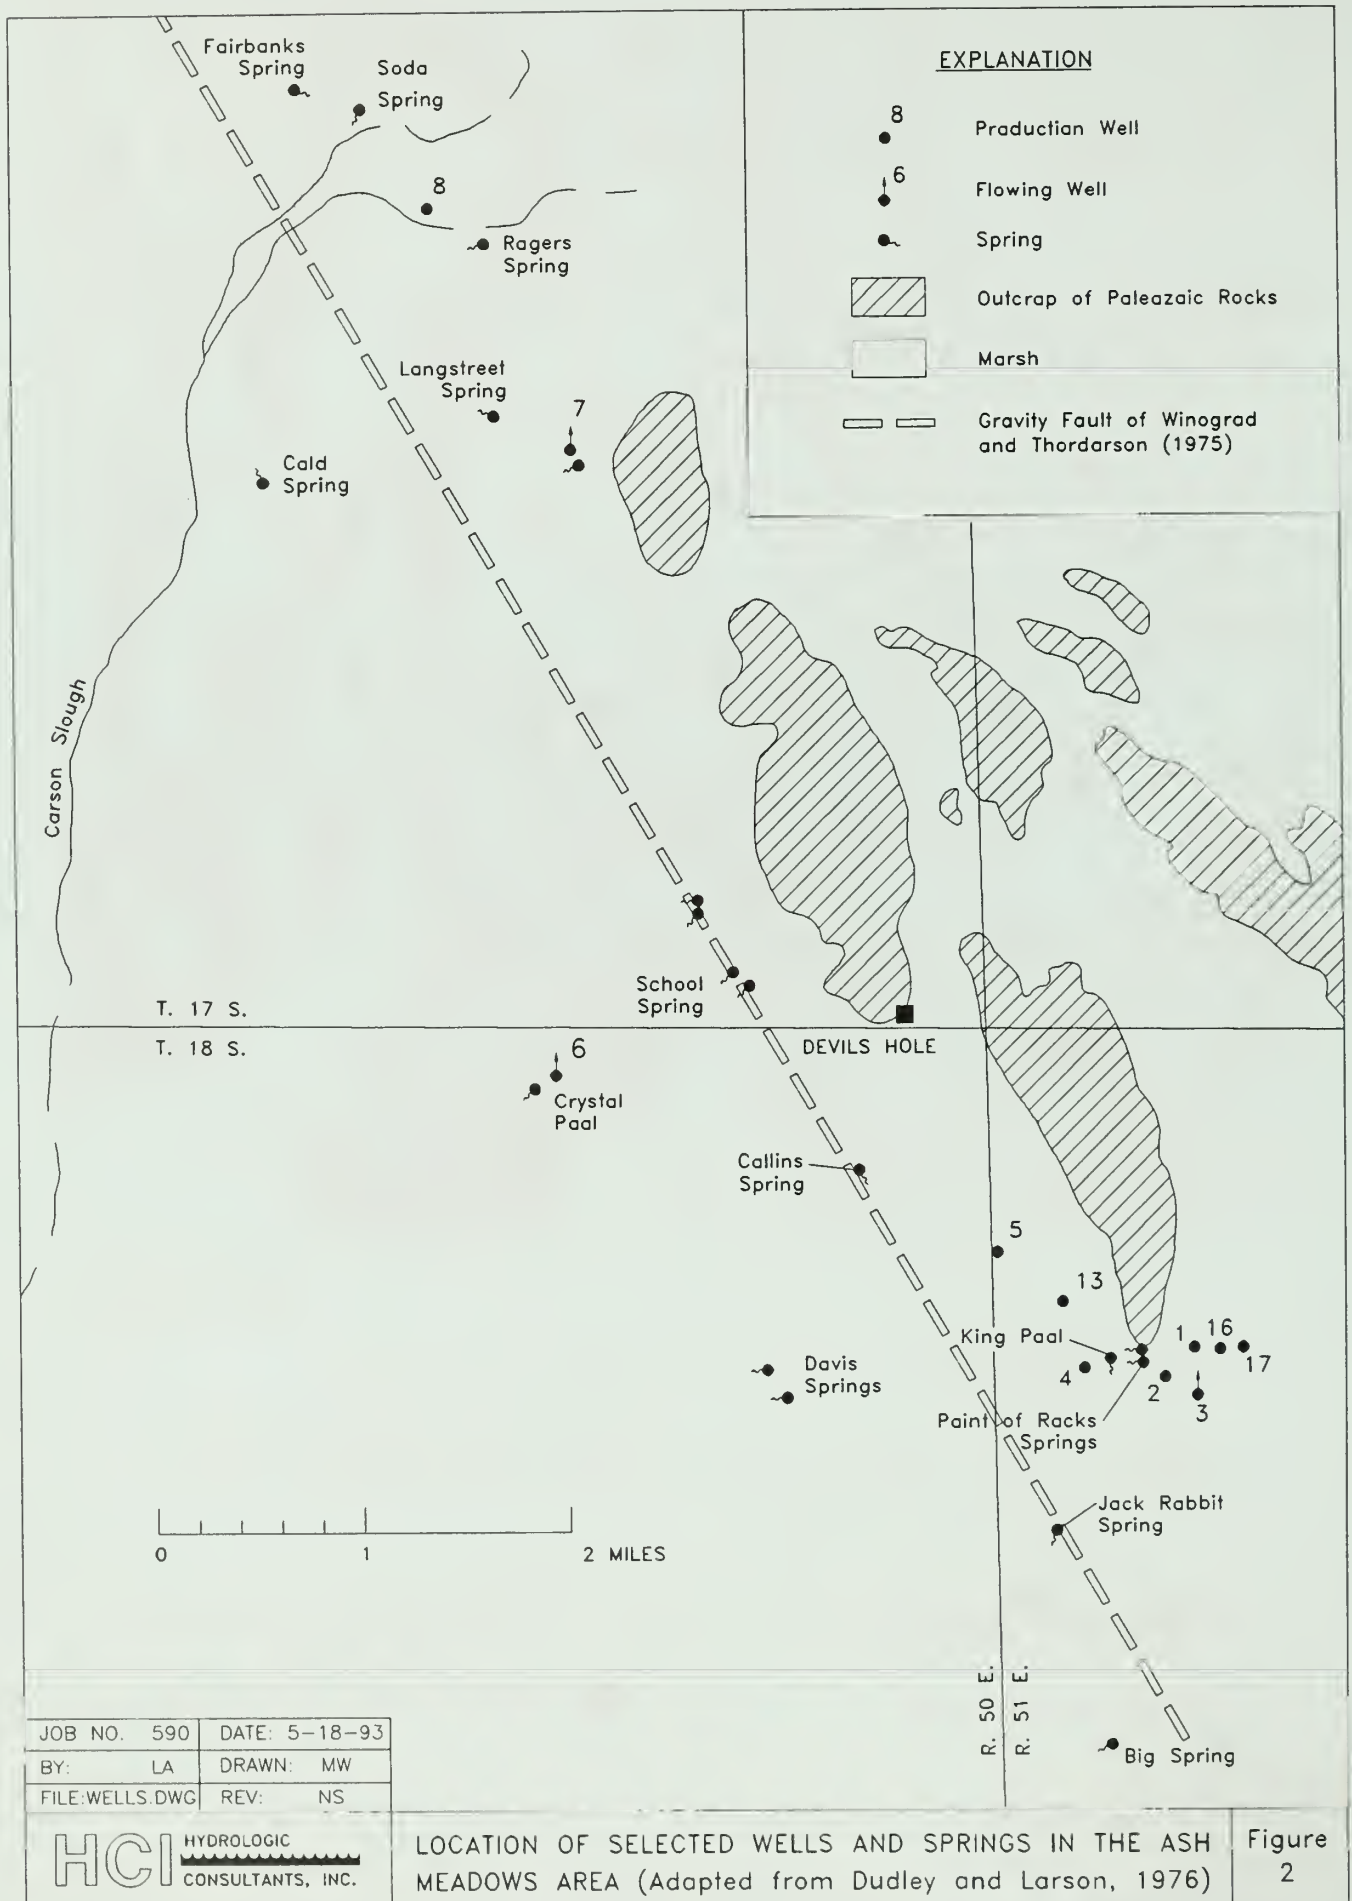 Fairbanks
Spring
Soda
Spring
8
Ragers
Spring
Langstreet
Spring
7
Cald
Spring
Carson Slough
EXPLANATION
8
Praductian Well
6
Flowing Well
Spring
Outcrap of Paleazaic Rocks
Marsh
Gravity Fault of Winograd
and Thordarson (1975)
School
Spring
T. 17 S.
T. 18 S.
DEVILS HOLE
6
Crystal
Paal
Callins
Spring
5
13
King Paal
1
16
17
4
2
3
Davis
Springs
Paint of Racks
Springs
Jack Rabbit
Spring
0
1
2 MILES
R. 50 E.
R. 51 E.
Big Spring
JOB NO. 590
DATE: 5-18-93
BY: LA
DRAWN: MW
FILE:WELLS.DWG
REV: NS
HCI
HYDROLOGIC
CONSULTANTS, INC.
LOCATION OF SELECTED WELLS AND SPRINGS IN THE ASH
MEADOWS AREA (Adapted from Dudley and Larson, 1976)
Figure
2